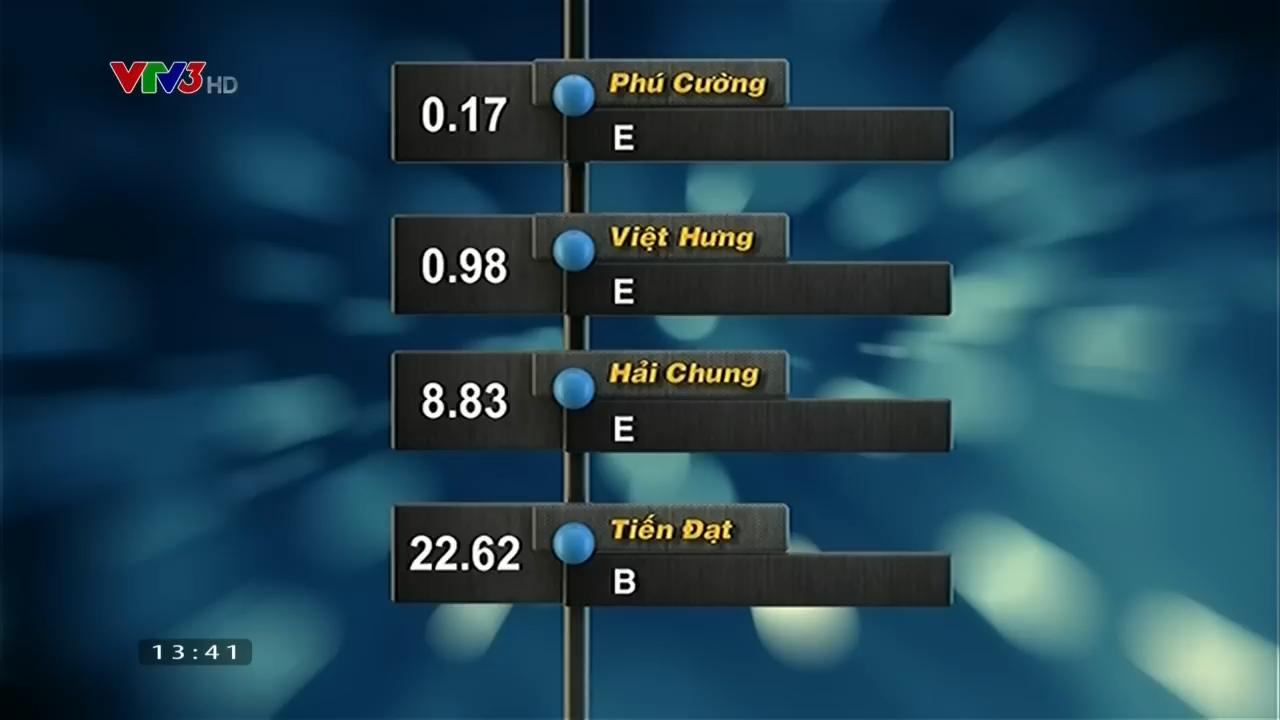 VTV3 HD
Phú Cường
0.17
E
Việt Hưng
0.98
E
Hải Chung
8.83
E
Tiến Đạt
22.62
B
13:41